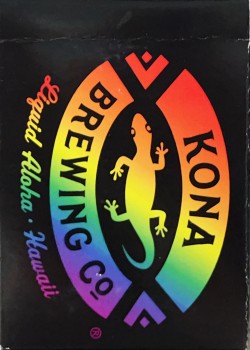 KONA
BREWING Cº
Liquid Aloha · Hawaii
®